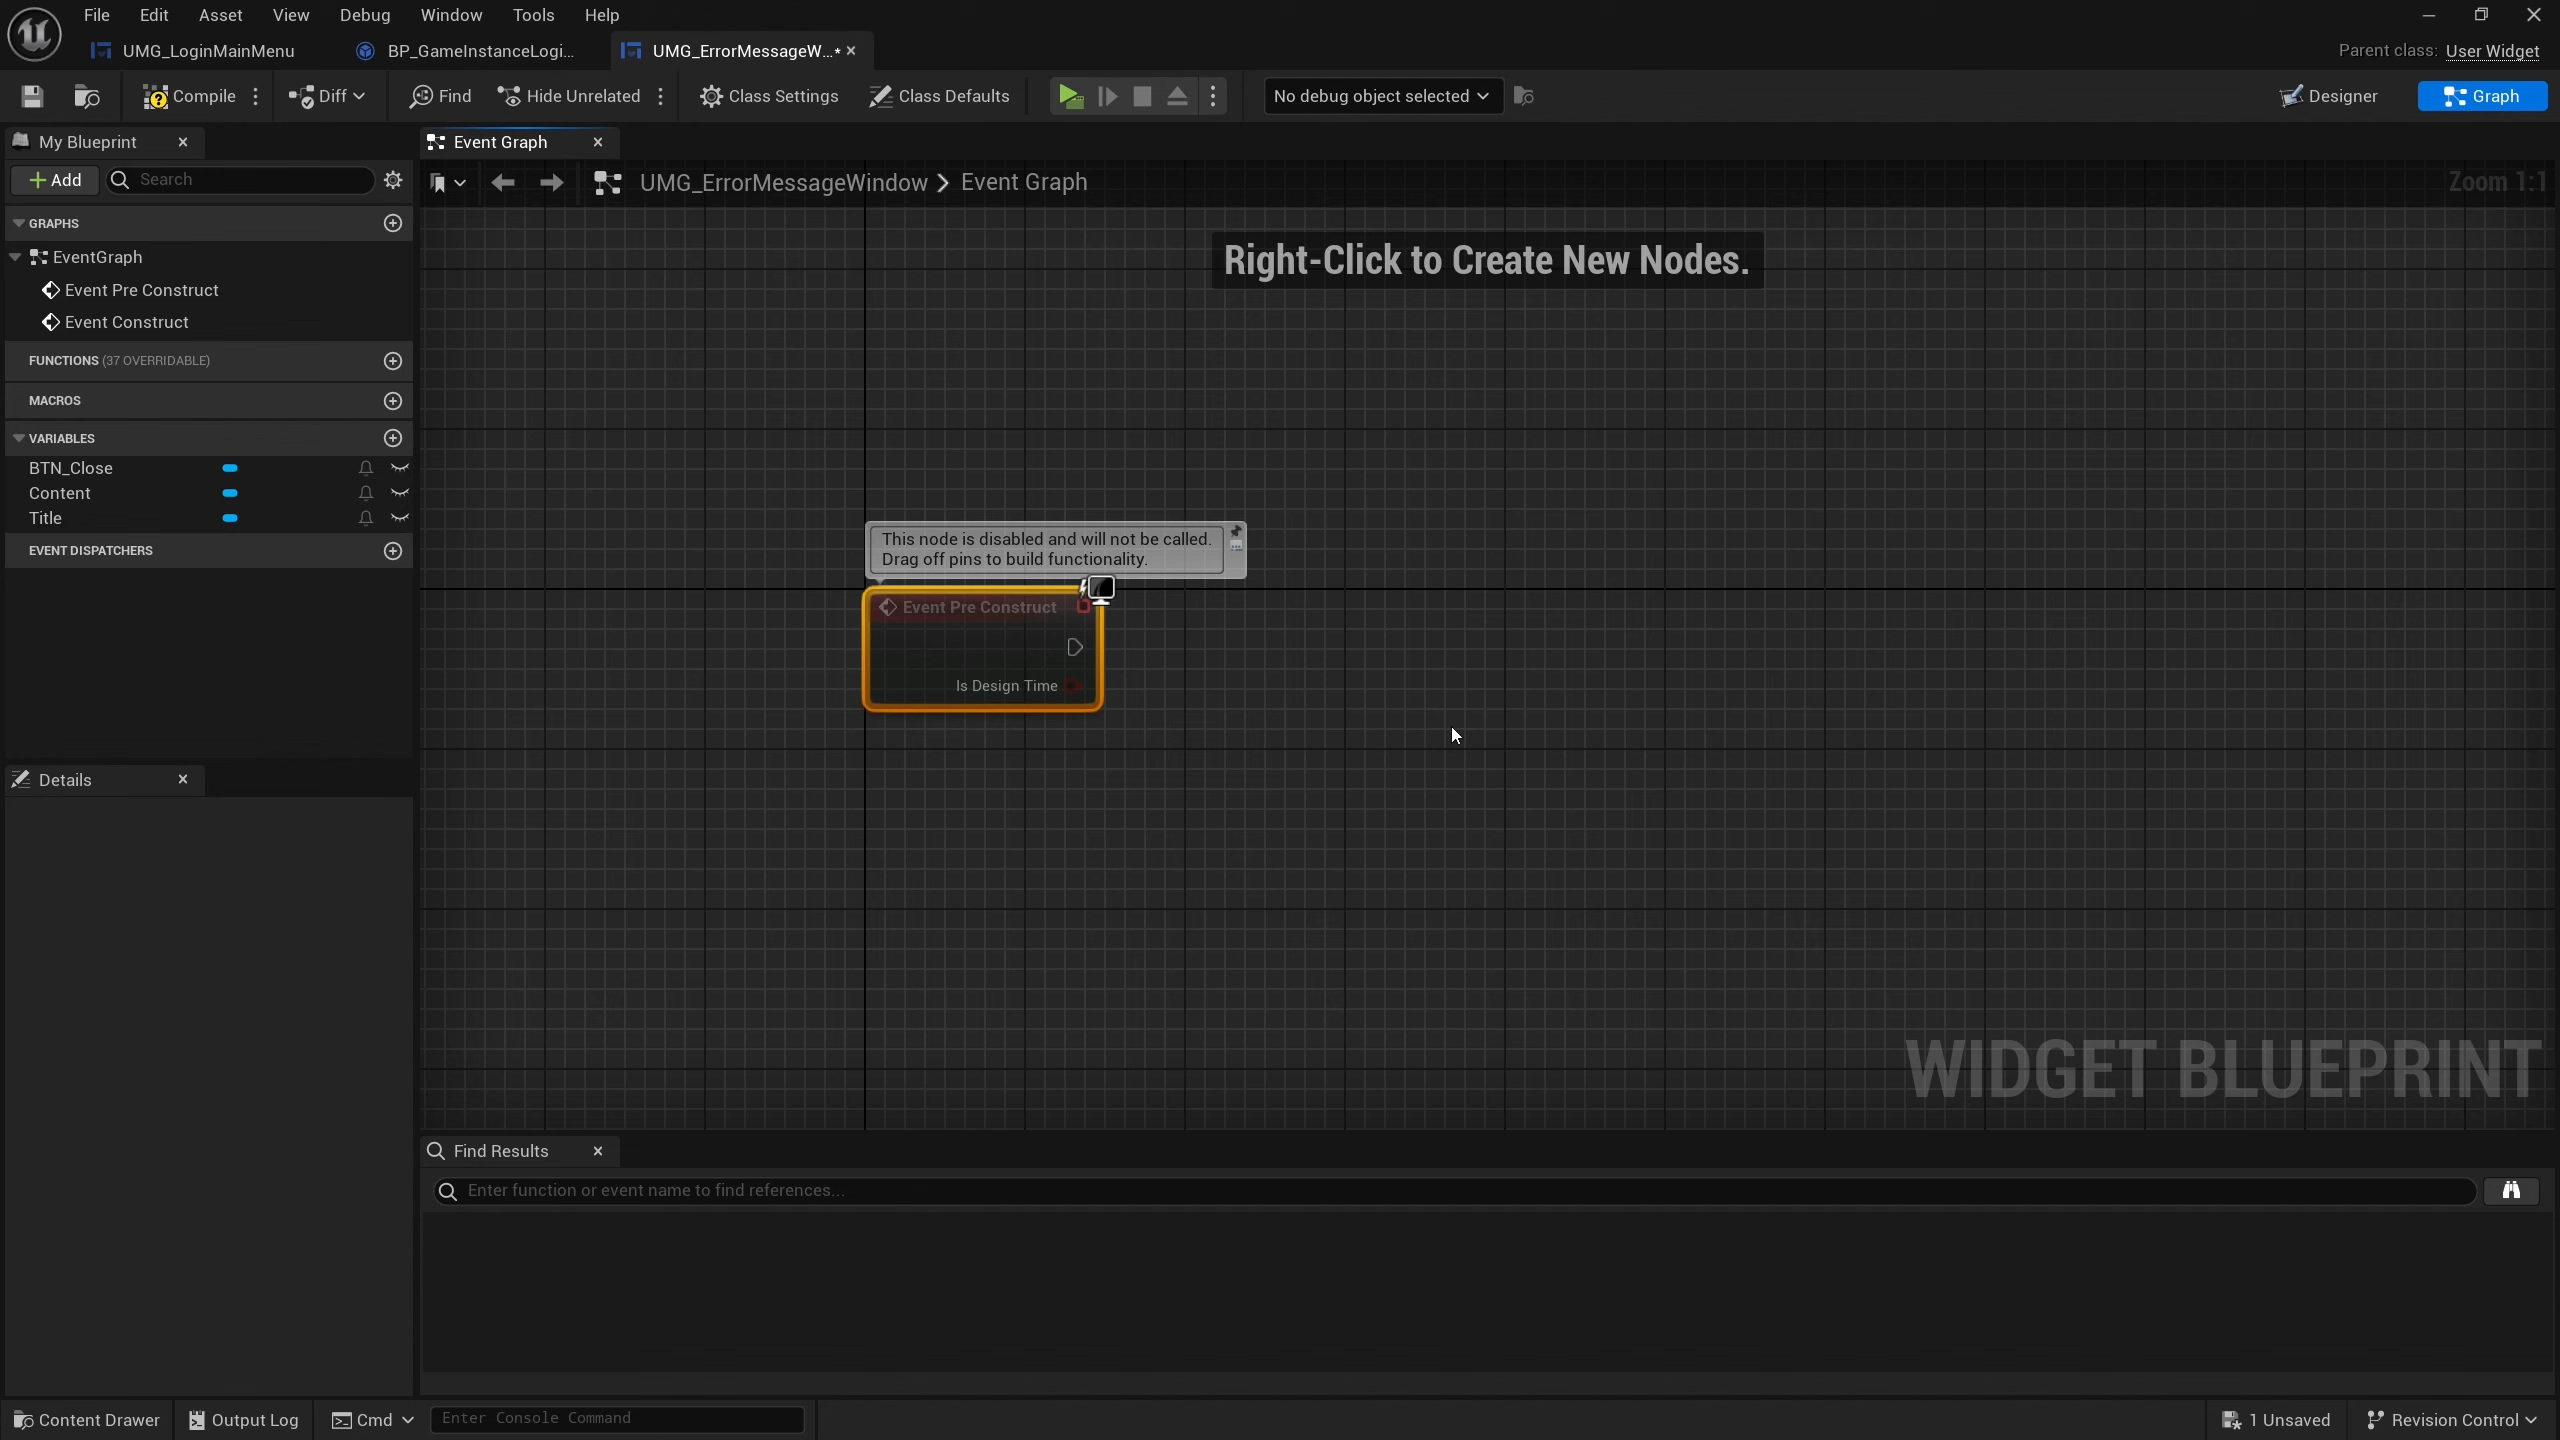 File Edit Asset View Debug Window Tools Help
UMG_LoginMainMenu
BP_GameInstanceLogi...
UMG_ErrorMessageW...*
Parent class: User Widget
Compile
Diff
Find
Hide Unrelated
Class Settings
Class Defaults
No debug object selected
Designer
Graph
My Blueprint
Event Graph
Add
Search
UMG_ErrorMessageWindow > Event Graph
Zoom 1:1
GRAPHS
EventGraph
Event Pre Construct
Event Construct
FUNCTIONS (37 OVERRIDABLE)
MACROS
VARIABLES
BTN_Close
Content
Title
EVENT DISPATCHERS
Right-Click to Create New Nodes.
This node is disabled and will not be called.
Drag off pins to build functionality.
Event Pre Construct
Is Design Time
Details
WIDGET BLUEPRINT
Find Results
Enter function or event name to find references...
Content Drawer
Output Log
Cmd
Enter Console Command
1 Unsaved
Revision Control